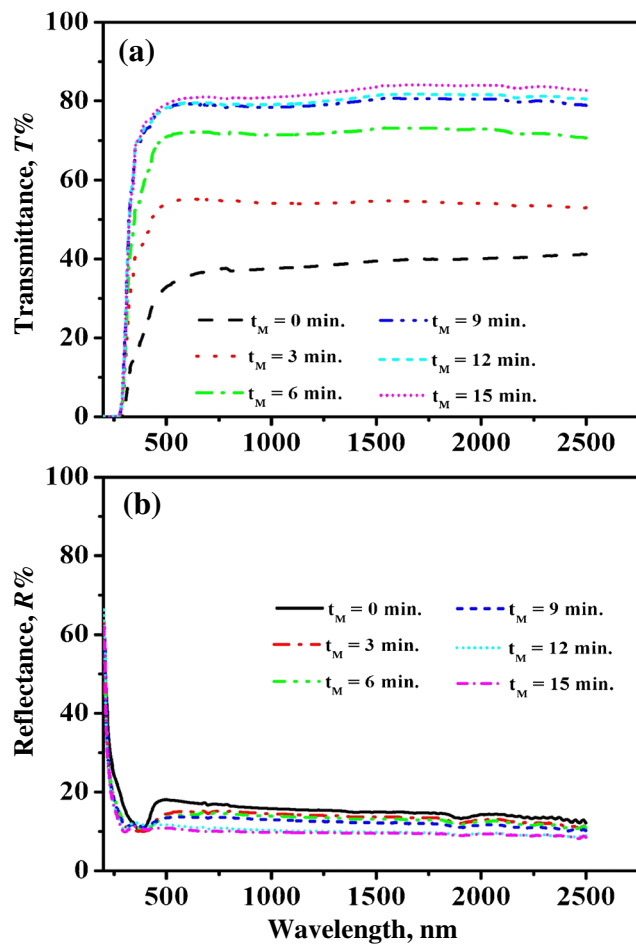 (a)
Transmittance, T%
100
80
60
40
20
0
t_M = 0 min.
t_M = 3 min.
t_M = 6 min.
t_M = 9 min.
t_M = 12 min.
t_M = 15 min.
500 1000 1500 2000 2500
(b)
Reflectance, R%
100
80
60
40
20
0
t_M = 0 min.
t_M = 3 min.
t_M = 6 min.
t_M = 9 min.
t_M = 12 min.
t_M = 15 min.
500 1000 1500 2000 2500
Wavelength, nm